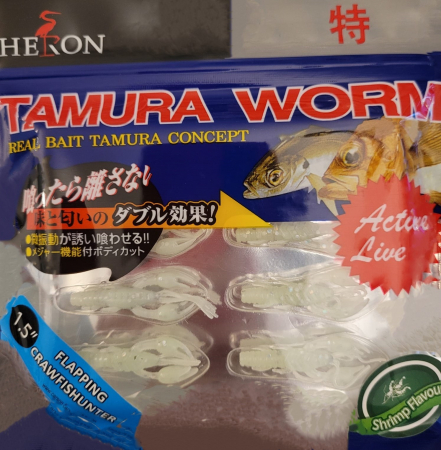 HERON
特
TAMURA WORM
REAL BAIT TAMURA CONCEPT
喰ったら離さない
味と匂いのダブル効果!
●微振動が誘い喰わせる!!
●メジャー機能付ボディカット
Active
Live
1.5"
FLAPPING
CRAWFISHUNTER
Shrimp Flavour